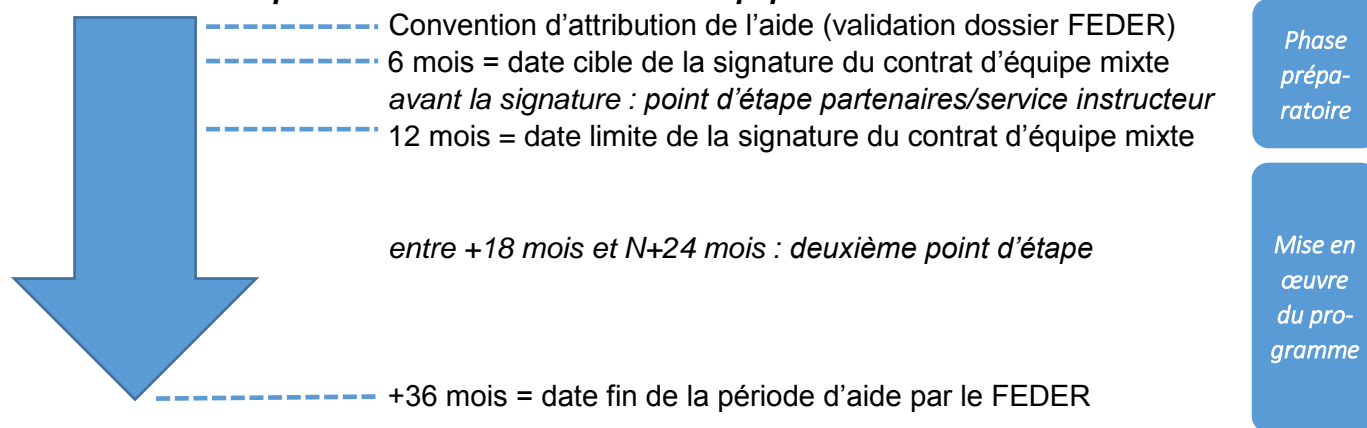 Convention d’attribution de l’aide (validation dossier FEDER)
6 mois = date cible de la signature du contrat d’équipe mixte
avant la signature : point d’étape partenaires/service instructeur
12 mois = date limite de la signature du contrat d’équipe mixte
Phase
prépa-
ratoire
entre +18 mois et N+24 mois : deuxième point d’étape
+36 mois = date fin de la période d’aide par le FEDER
Mise en
œuvre
du pro-
gramme